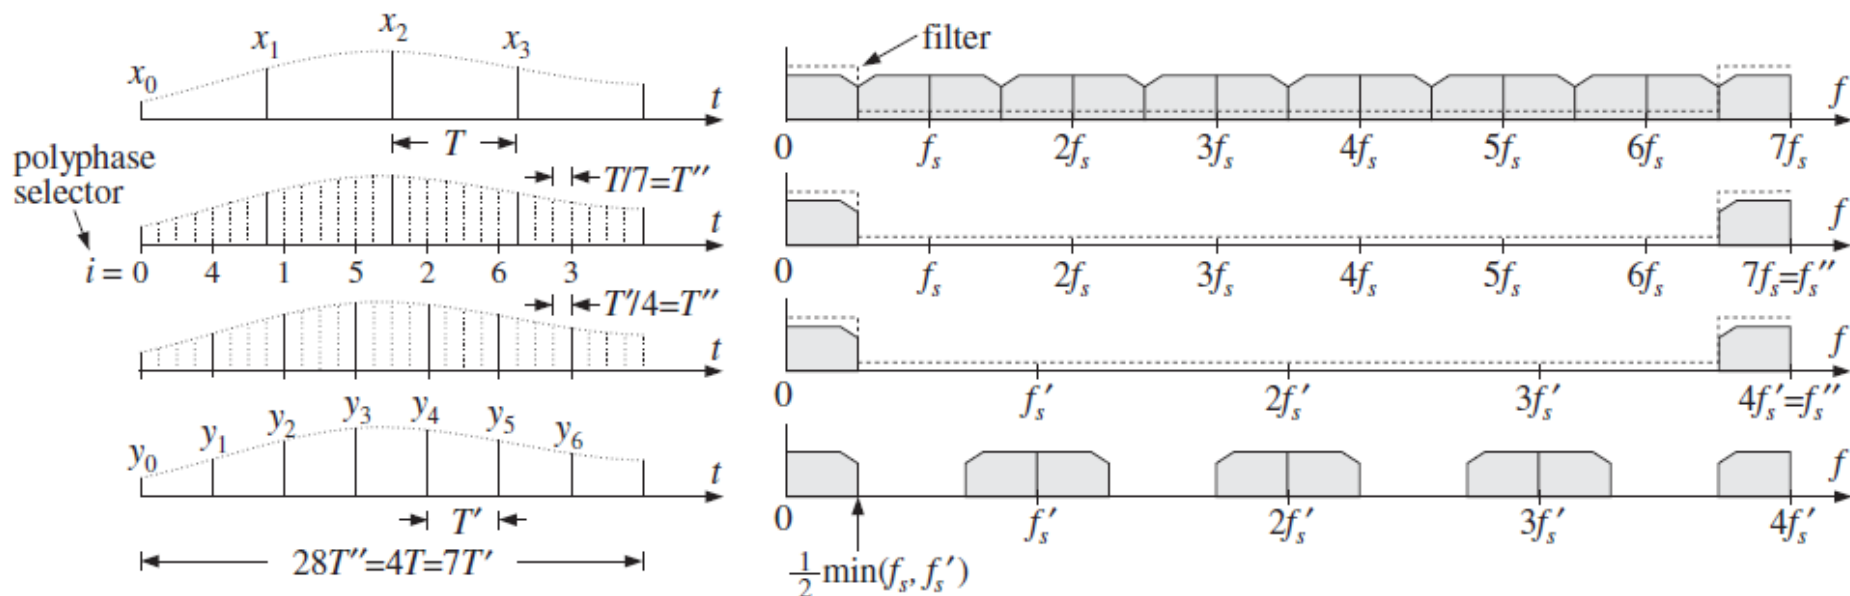 x₀ x₁ x₂ x₃ t
T
polyphase
selector
T/7=T″
t
i = 0 4 1 5 2 6 3
T′/4=T″
t
y₀ y₁ y₂ y₃ y₄ y₅ y₆ t
T′
28T″=4T=7T′
filter
f
0 fₛ 2fₛ 3fₛ 4fₛ 5fₛ 6fₛ 7fₛ
f
0 fₛ 2fₛ 3fₛ 4fₛ 5fₛ 6fₛ 7fₛ=fₛ″
f
0 fₛ′ 2fₛ′ 3fₛ′ 4fₛ′=fₛ″
f
0 fₛ′ 2fₛ′ 3fₛ′ 4fₛ′
1/2 min(fₛ, fₛ′)